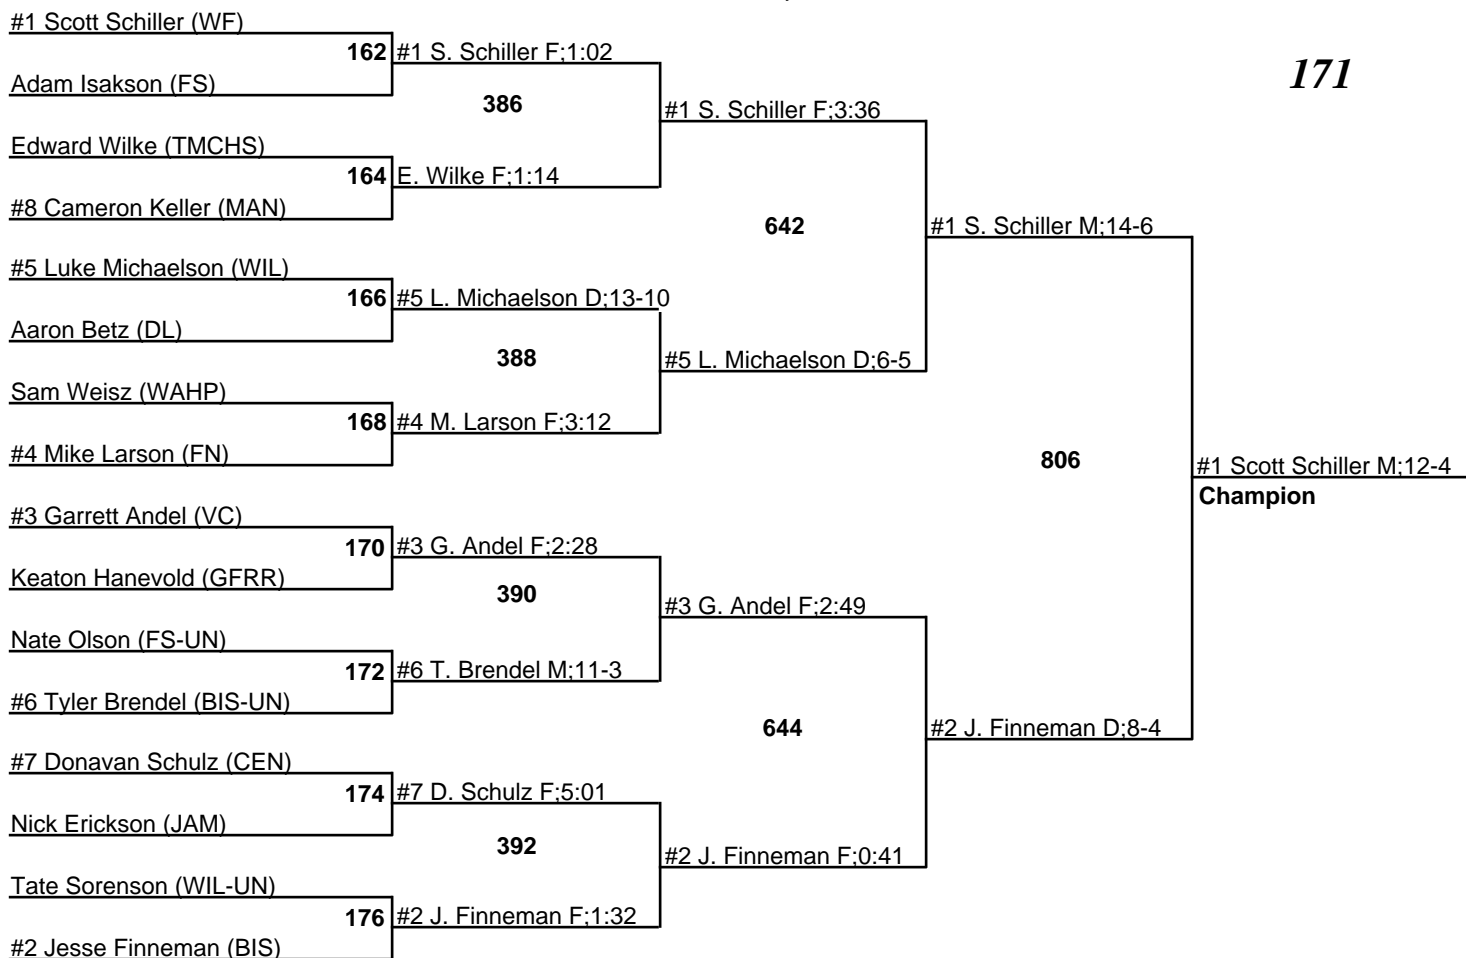 #1 Scott Schiller (WF)
162 #1 S. Schiller F;1:02
171
Adam Isakson (FS)
386
#1 S. Schiller F;3:36
Edward Wilke (TMCHS)
164 E. Wilke F;1:14
#8 Cameron Keller (MAN)
642
#1 S. Schiller M;14-6
#5 Luke Michaelson (WIL)
166 #5 L. Michaelson D;13-10
Aaron Betz (DL)
388
#5 L. Michaelson D;6-5
Sam Weisz (WAHP)
168 #4 M. Larson F;3:12
#4 Mike Larson (FN)
806
#1 Scott Schiller M;12-4
Champion
#3 Garrett Andel (VC)
170 #3 G. Andel F;2:28
Keaton Hanevold (GFRR)
390
#3 G. Andel F;2:49
Nate Olson (FS-UN)
172 #6 T. Brendel M;11-3
#6 Tyler Brendel (BIS-UN)
644
#2 J. Finneman D;8-4
#7 Donavan Schulz (CEN)
174 #7 D. Schulz F;5:01
Nick Erickson (JAM)
392
#2 J. Finneman F;0:41
Tate Sorenson (WIL-UN)
176 #2 J. Finneman F;1:32
#2 Jesse Finneman (BIS)